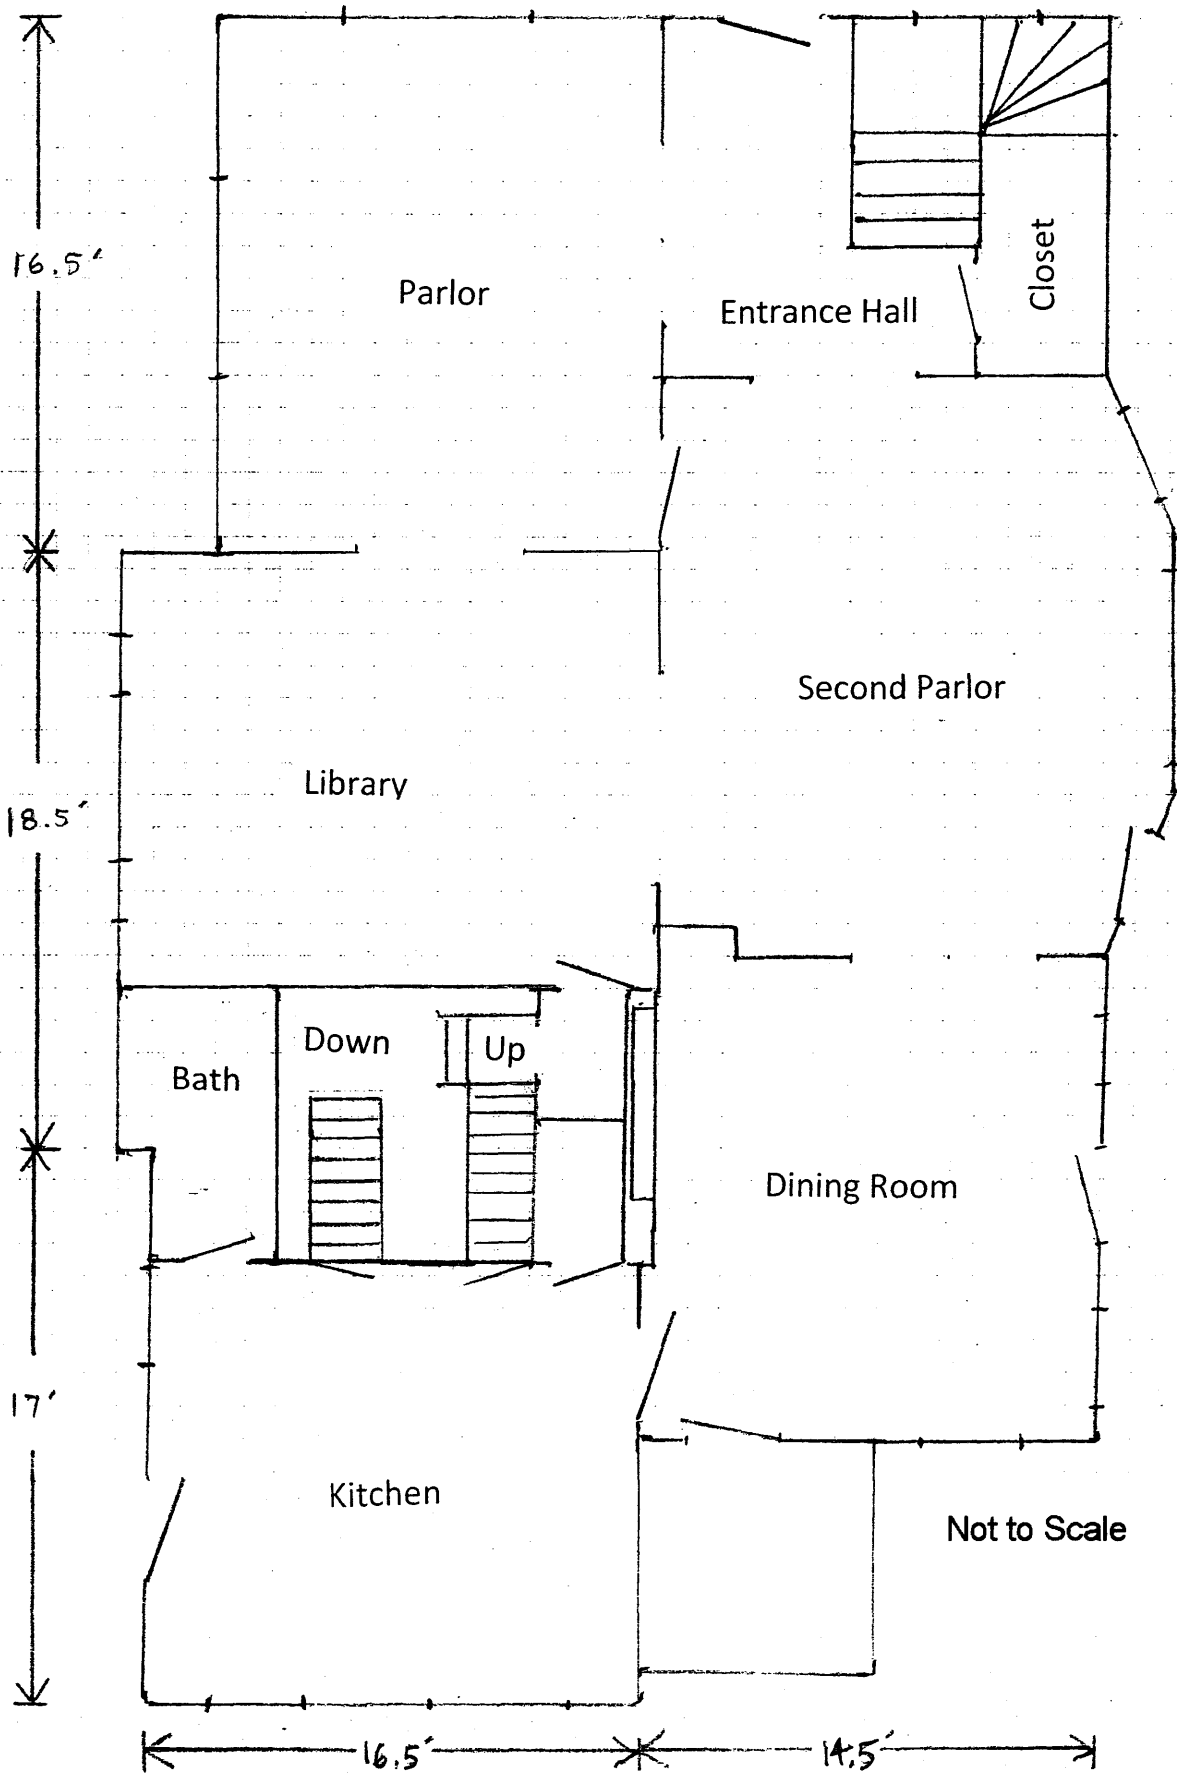 16.5'
Parlor
Entrance Hall
Closet
Second Parlor
Library
18.5'
Down
Up
Bath
Dining Room
17'
Kitchen
Not to Scale
16.5'
14.5'